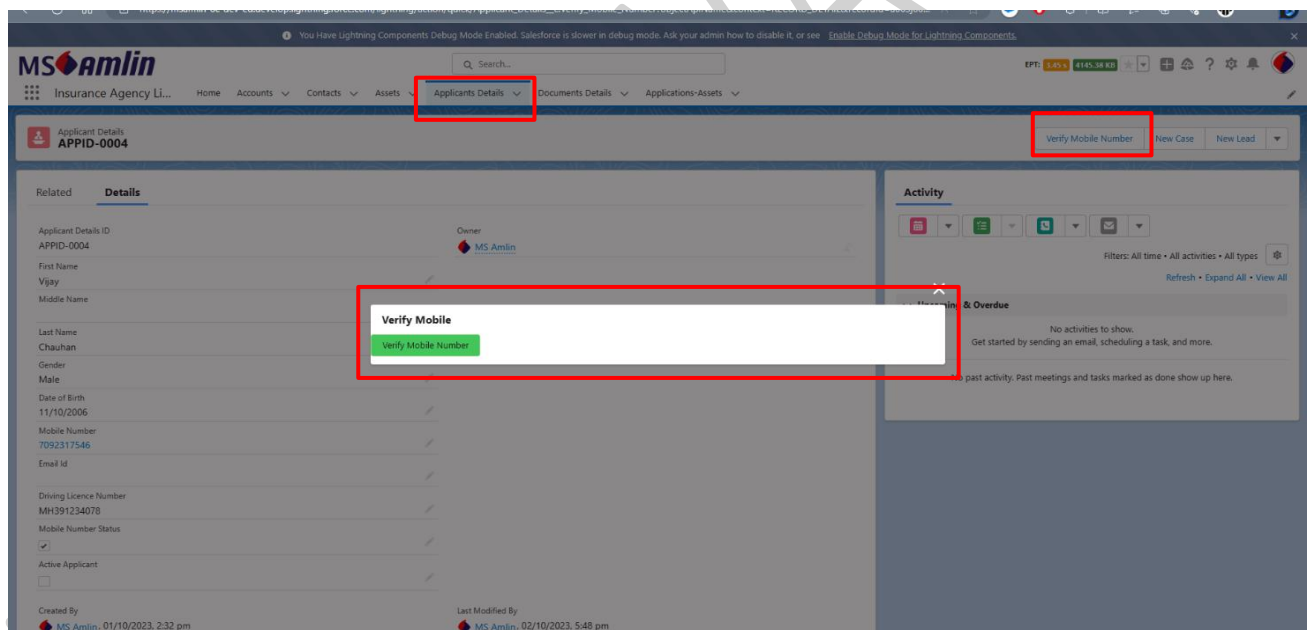 You Have Lightning Components Debug Mode Enabled. Salesforce is slower in debug mode. Ask your admin how to disable it, or see Enable Debug Mode for Lightning Components.
MS Amlin
Search...
EPT: 3.45 s 4145.38 KB
Insurance Agency Li... Home Accounts Contacts Assets Applicants Details Documents Details Applications-Assets
Applicant Details
APPID-0004
Verify Mobile Number New Case New Lead
Related Details
Activity
Applicant Details ID
APPID-0004
Owner
MS Amlin
Filters: All time • All activities • All types
First Name
Vijay
Refresh • Expand All • View All
Middle Name
& Overdue
Verify Mobile
Verify Mobile Number
No activities to show.
Get started by sending an email, scheduling a task, and more.
Last Name
Chauhan
Gender
Male
No past activity. Past meetings and tasks marked as done show up here.
Date of Birth
11/10/2006
Mobile Number
7092317546
Email Id
Driving Licence Number
MH391234078
Mobile Number Status
Active Applicant
Created By
MS Amlin, 01/10/2023, 2:32 pm
Last Modified By
MS Amlin, 02/10/2023, 5:48 pm